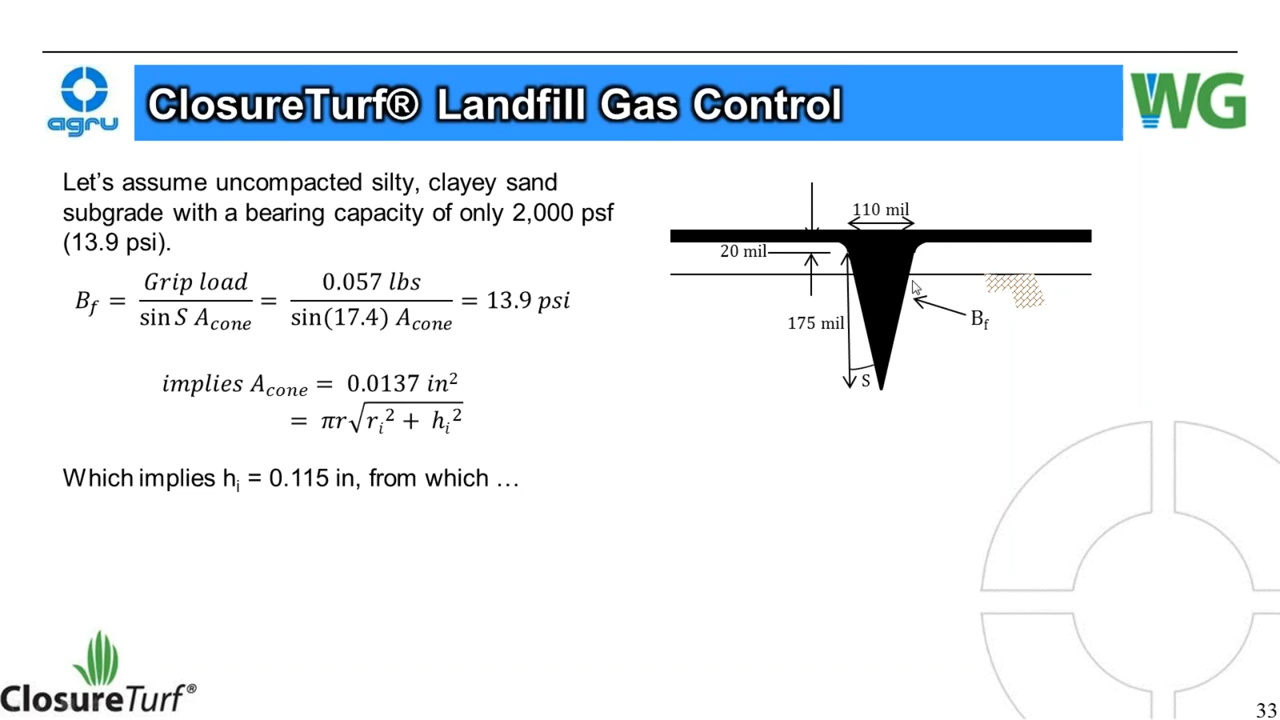 agru
ClosureTurf® Landfill Gas Control
WG
Let’s assume uncompacted silty, clayey sand
subgrade with a bearing capacity of only 2,000 psf
(13.9 psi).
B_f = Grip load / sin S A_cone = 0.057 lbs / sin(17.4) A_cone = 13.9 psi
implies A_cone = 0.0137 in²
= πr√(r_i² + h_i²)
Which implies h_i = 0.115 in, from which …
110 mil
20 mil
175 mil
B_f
S
ClosureTurf®
33